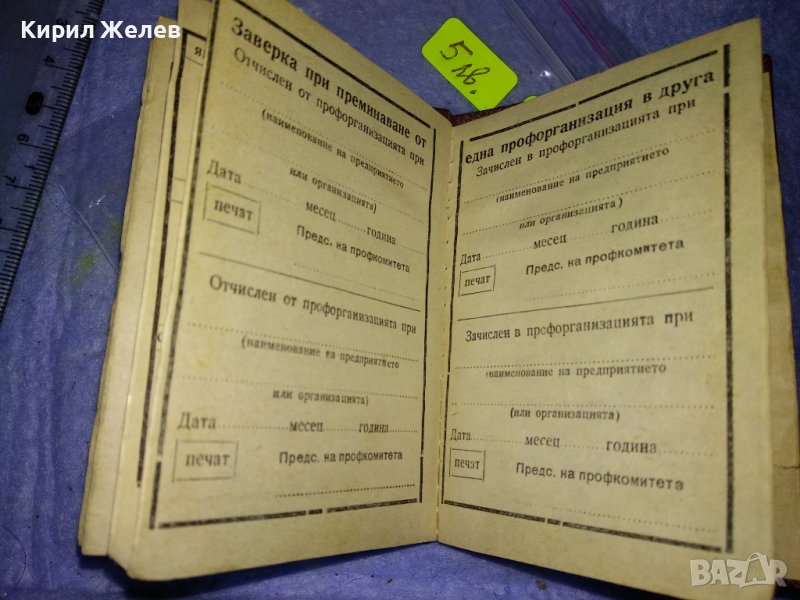 Кирил Желев
5 лв.
Заверка при преминаване от
Отчислен от профорганизацията при
(наименование на предприятието
или организацията)
Дата месец година
печат
Предс. на профкомитета
Отчислен от профорганизацията при
(наименование на предприятието
или организацията)
Дата месец година
печат
Предс. на профкомитета
една профорганизация в друга
Зачислен в профорганизацията при
(наименование на предприятието
или организацията)
Дата месец година
печат
Предс. на профкомитета
Зачислен в профорганизацията при
(наименование на предприятието
(или организацията)
Дата месец година
печат
Предс. на профкомитета
BAZAR